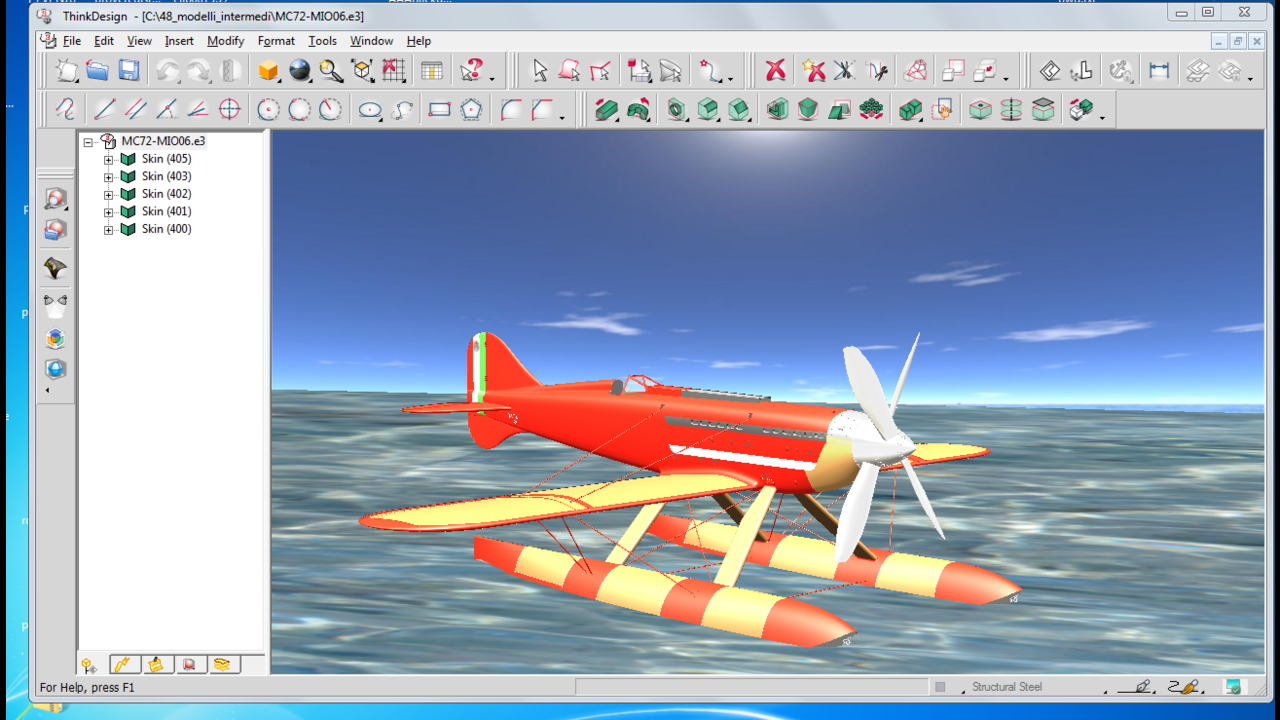 ThinkDesign - [C:\48_modelli_intermedi\MC72-MIO06.e3]
File Edit View Insert Modify Format Tools Window Help
MC72-MIO06.e3
Skin (405)
Skin (403)
Skin (402)
Skin (401)
Skin (400)
For Help, press F1
Structural Steel